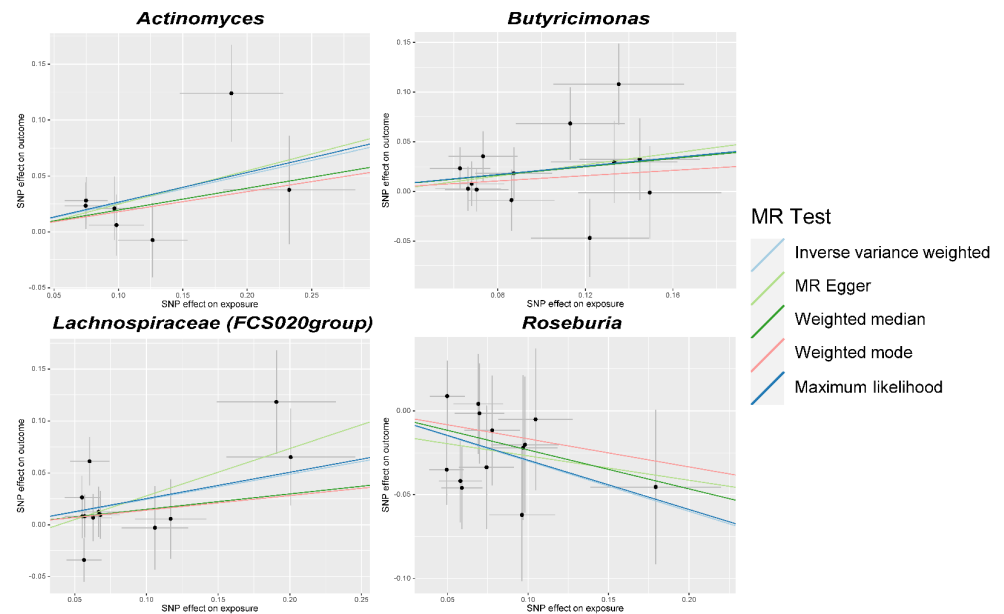 Actinomyces
Butyricimonas
SNP effect on outcome
0.15
0.10
0.05
0.00
-0.05
0.05
0.10
0.15
0.20
0.25
SNP effect on exposure
SNP effect on outcome
0.15
0.10
0.05
0.00
-0.05
0.08
0.12
0.16
SNP effect on exposure
Lachnospiraceae (FCS020group)
Roseburia
SNP effect on outcome
0.15
0.10
0.05
0.00
-0.05
0.05
0.10
0.15
0.20
0.25
SNP effect on exposure
SNP effect on outcome
0.00
-0.05
-0.10
0.05
0.10
0.15
0.20
SNP effect on exposure
MR Test
Inverse variance weighted
MR Egger
Weighted median
Weighted mode
Maximum likelihood